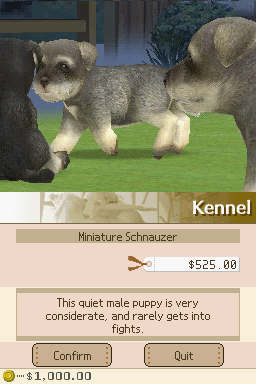 Kennel
Miniature Schnauzer
$525.00
This quiet male puppy is very
considerate, and rarely gets into
fights.
Confirm
Quit
$1,000.00